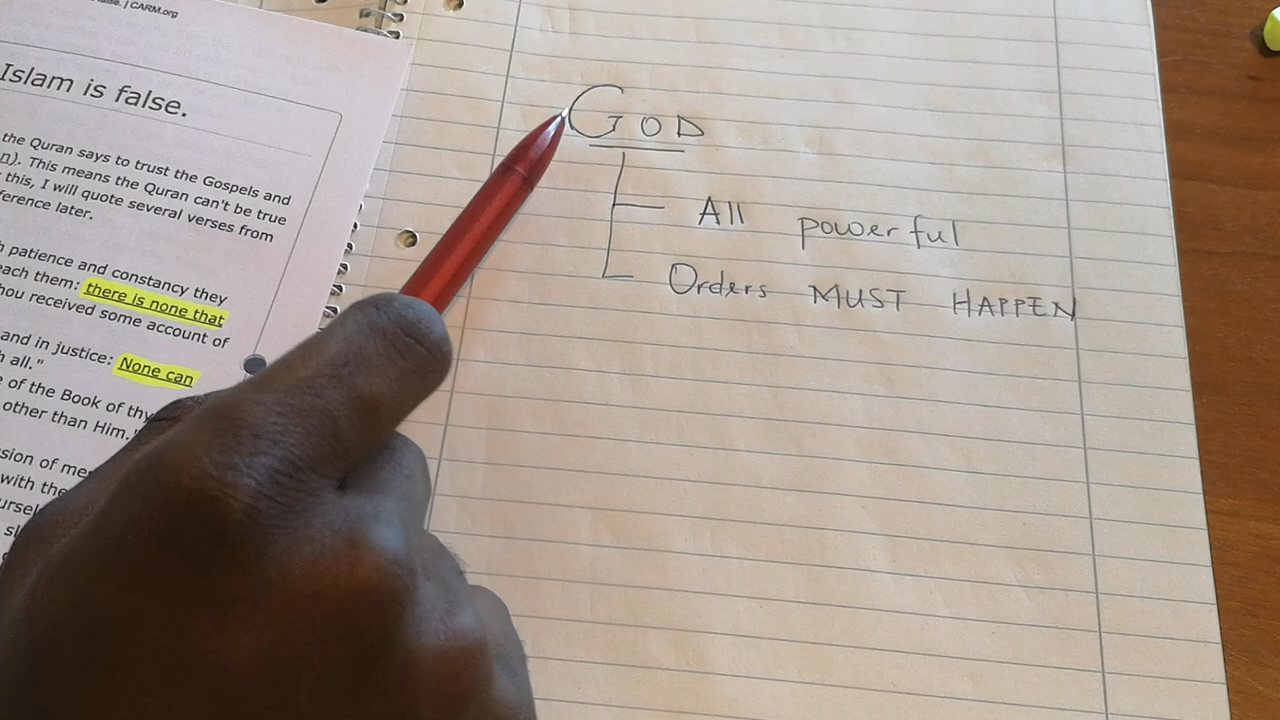 false. | CARM.org
Islam is false.
the Quran says to trust the Gospels and
n). This means the Quran can't be true
this, I will quote several verses from
ference later.
h patience and constancy they
each them: there is none that
hou received some account of
and in justice: None can
h all."
e of the Book of thy
other than Him."
sion of me
with the
ursel
GOD
All powerful
Orders MUST HAPPEN